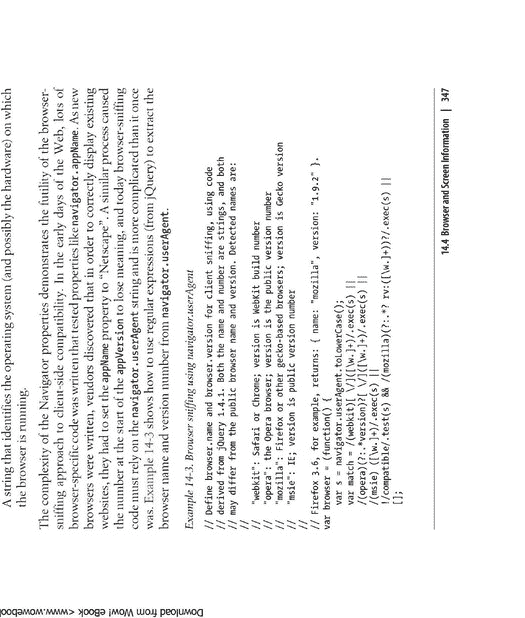 A string that identifies the operating system (and possibly the hardware) on which
the browser is running.
The complexity of the Navigator properties demonstrates the futility of the browser-
sniffing approach to client-side compatibility. In the early days of the Web, lots of
browser-specific code was written that tested properties like navigator.appName. As new
browsers were written, vendors discovered that in order to correctly display existing
websites, they had to set the appName property to "Netscape". A similar process caused
the number at the start of the appVersion to lose meaning, and today browser-sniffing
code must rely on the navigator.userAgent string and is more complicated than it once
was. Example 14-3 shows how to use regular expressions (from jQuery) to extract the
browser name and version number from navigator.userAgent.
Example 14-3. Browser sniffing using navigator.userAgent
// Define browser.name and browser.version for client sniffing, using code
// derived from jQuery 1.4.1. Both the name and number are strings, and both
// may differ from the public browser name and version. Detected names are:
//
//   "webkit": Safari or Chrome; version is WebKit build number
//   "opera": the Opera browser; version is the public version number
//   "mozilla": Firefox or other gecko-based browsers; version is Gecko version
//   "msie": IE; version is public version number
//
// Firefox 3.6, for example, returns: { name: "mozilla", version: "1.9.2" }.
var browser = (function() {
var s = navigator.userAgent.toLowerCase();
var match = /(webkit)[ \/]([\w.]+)/.exec(s) ||
/(opera)(?:.*version)?[ \/]([\w.]+)/.exec(s) ||
/(msie) ([\w.]+)/.exec(s) ||
!/compatible/.test(s) && /(mozilla)(?:.*? rv:([\w.]+))?/.exec(s) ||
[];
14.4 Browser and Screen Information | 347
Download from Wow! eBook <www.wowebook.com>